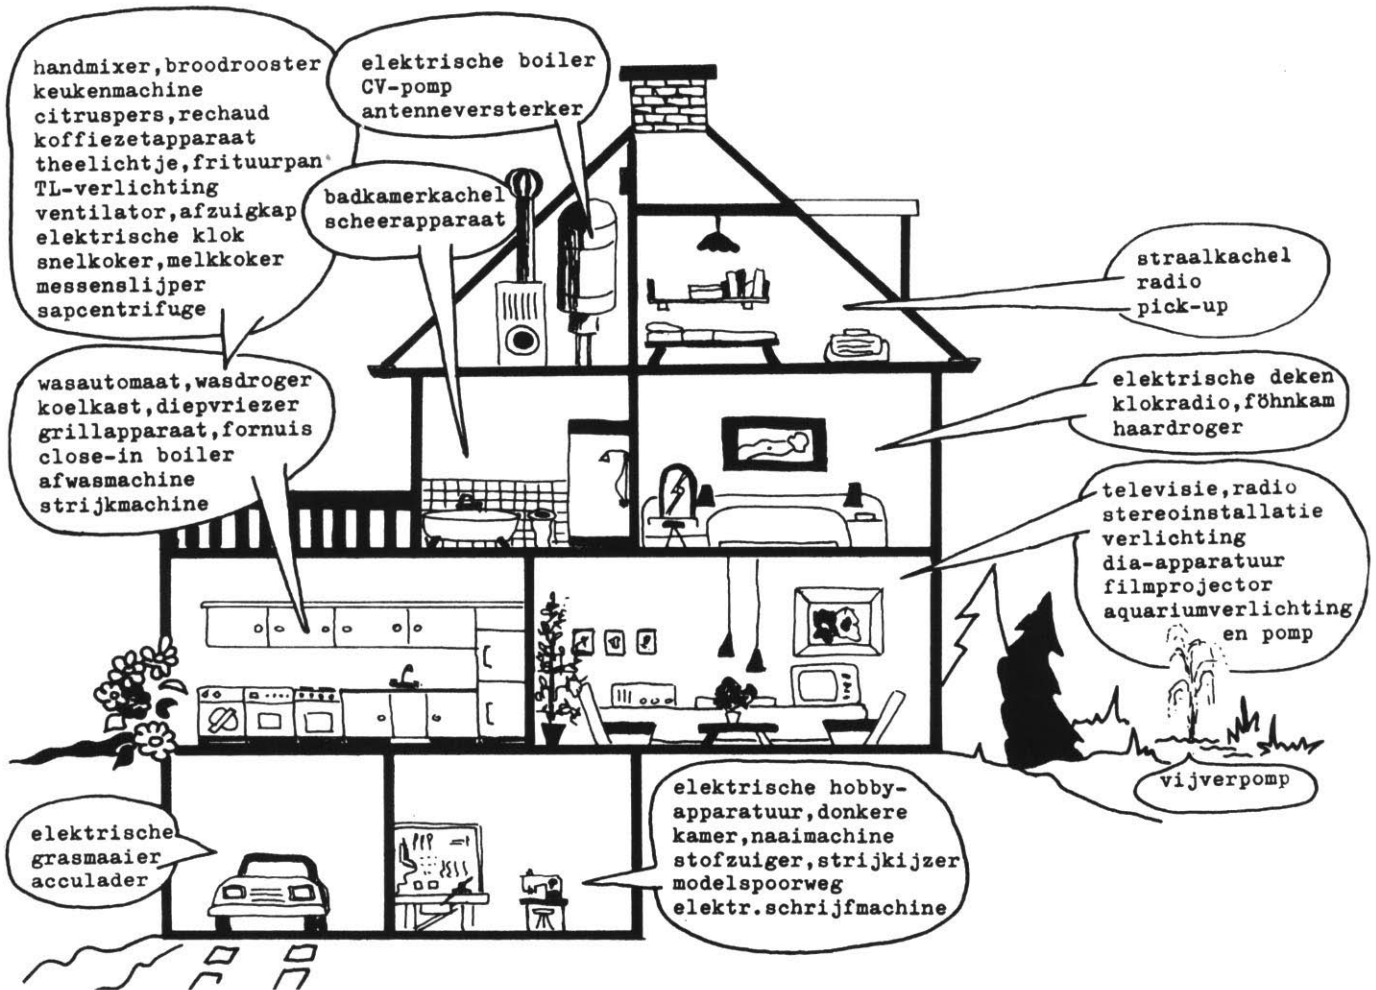 handmixer,broodrooster
keukenmachine
citruspers,rechaud
koffiezetapparaat
theelichtje,frituurpan
TL-verlichting
ventilator,afzuigkap
elektrische klok
snelkoker,melkkoker
messenslijper
sapcentrifuge
elektrische boiler
CV-pomp
antenneversterker
badkamerkachel
scheerapparaat
straalkachel
radio
pick-up
wasautomaat,wasdroger
koelkast,diepvriezer
grillapparaat,fornuis
close-in boiler
afwasmachine
strijkmachine
elektrische deken
klokradio,föhnkam
haardroger
televisie,radio
stereoinstallatie
verlichting
dia-apparatuur
filmprojector
aquariumverlichting
en pomp
vijverpomp
elektrische
grasmaaier
acculader
elektrische hobby-
apparatuur,donkere
kamer,naaimachine
stofzuiger,strijkijzer
modelspoorweg
elektr.schrijfmachine